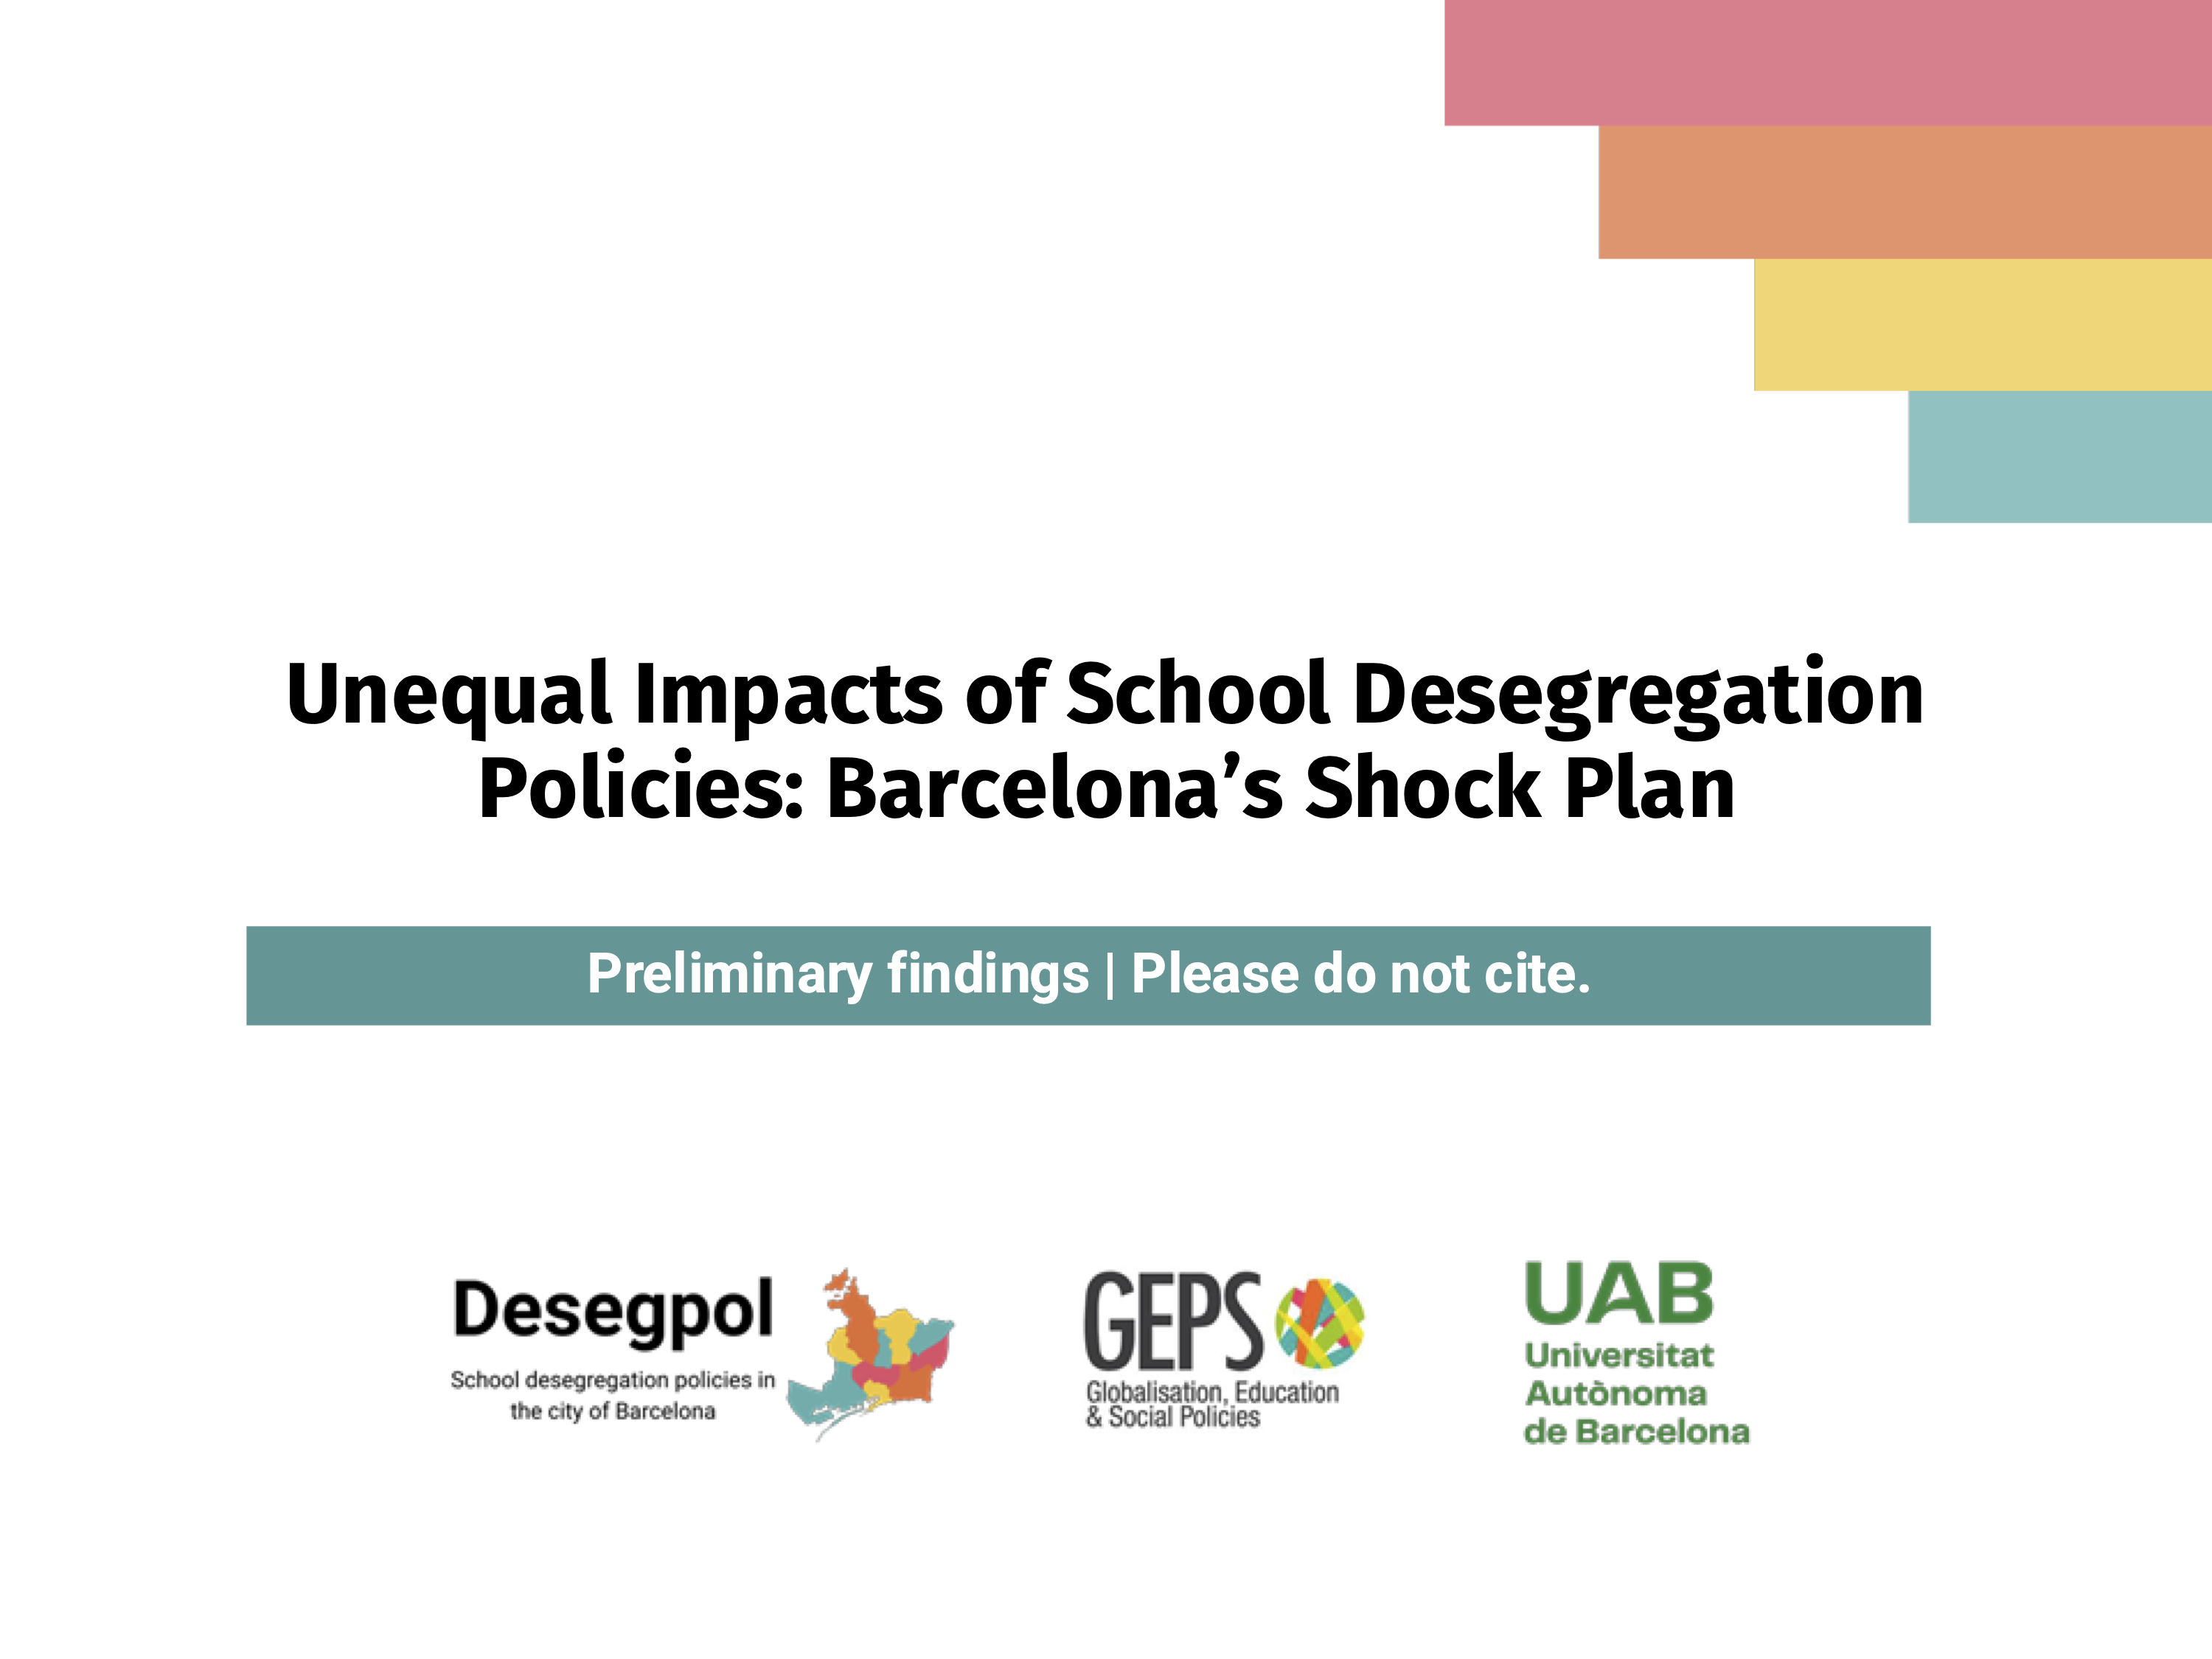 Unequal Impacts of School Desegregation
Policies: Barcelona’s Shock Plan
Preliminary findings | Please do not cite.
Desegpol
School desegregation policies in
the city of Barcelona
GEPS
Globalisation, Education
& Social Policies
UAB
Universitat
Autònoma
de Barcelona